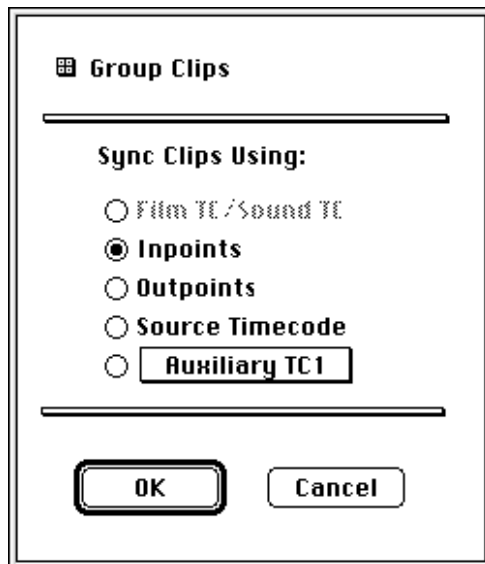 Group Clips
Sync Clips Using:
Film TC/Sound TC
Inpoints
Outpoints
Source Timecode
Auxiliary TC1
OK
Cancel